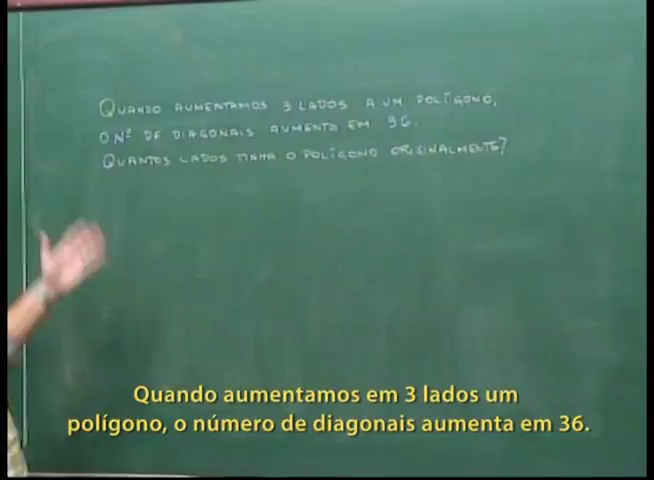 QUANDO AUMENTAMOS 3 LADOS A UM POLÍGONO,
O Nº DE DIAGONAIS AUMENTA EM 36.
QUANTOS LADOS TINHA O POLÍGONO ORIGINALMENTE?
Quando aumentamos em 3 lados um
polígono, o número de diagonais aumenta em 36.